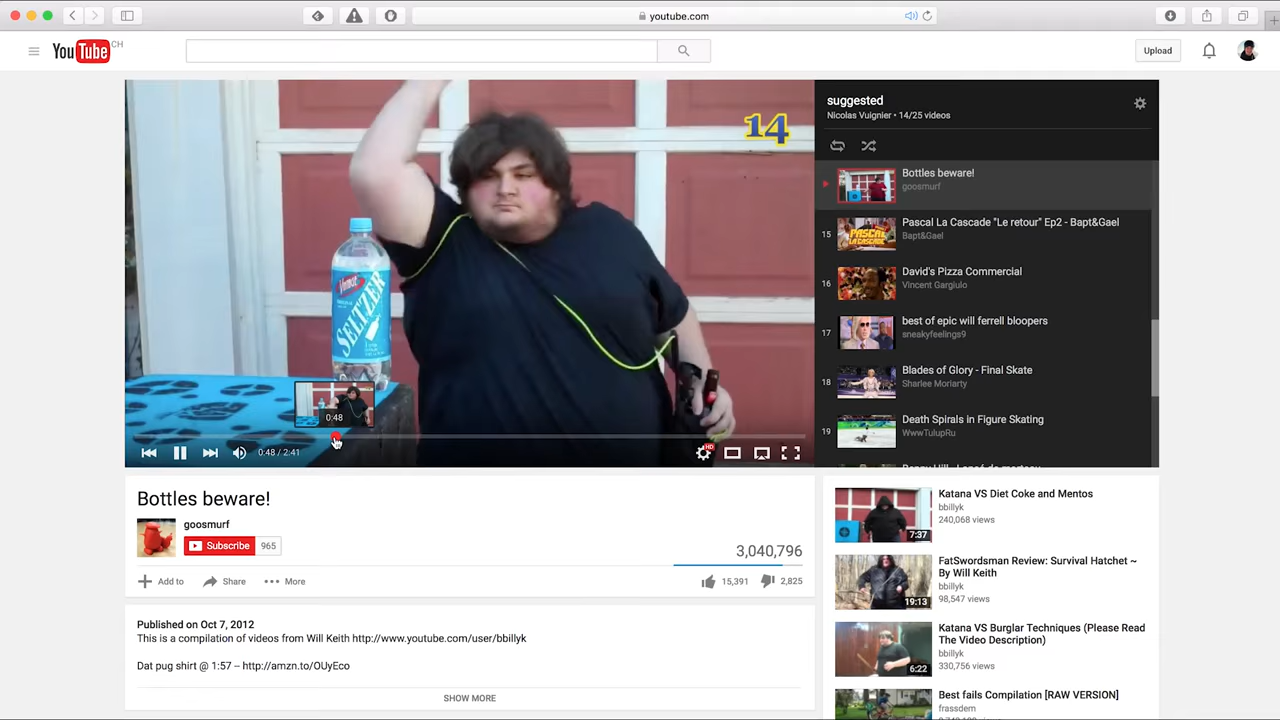 youtube.com
YouTube CH
Upload
14
Vintage
SELTZER
0:48
0:48 / 2:41
HD
suggested
Nicolas Vuignier • 14/25 videos
Bottles beware!
goosmurf
15
PASCAL LA CASCADE
Pascal La Cascade "Le retour" Ep2 - Bapt&Gael
Bapt&Gael
16
David's Pizza Commercial
Vincent Gargiulo
17
best of epic will ferrell bloopers
sneakyfeelings9
18
Blades of Glory - Final Skate
Sharlee Moriarty
19
Death Spirals in Figure Skating
WwwTulupRu
Bottles beware!
goosmurf
Subscribe 965
3,040,796
Add to Share More
15,391 2,825
Published on Oct 7, 2012
This is a compilation of videos from Will Keith http://www.youtube.com/user/bbillyk
Dat pug shirt @ 1:57 -- http://amzn.to/OUyEco
SHOW MORE
Katana VS Diet Coke and Mentos
bbillyk
240,068 views
7:37
FatSwordsman Review: Survival Hatchet ~
By Will Keith
bbillyk
98,547 views
19:13
Katana VS Burglar Techniques (Please Read
The Video Description)
bbillyk
330,756 views
6:22
Best fails Compilation [RAW VERSION]
frassdem